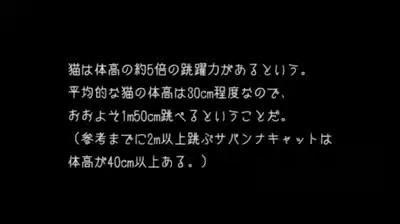 猫は体高の約5倍の跳躍力があるという。
平均的な猫の体高は30cm程度なので、
おおよそ1m50cm跳べるということだ。
（参考までに2m以上跳ぶサバンナキャットは
体高が40cm以上ある。）